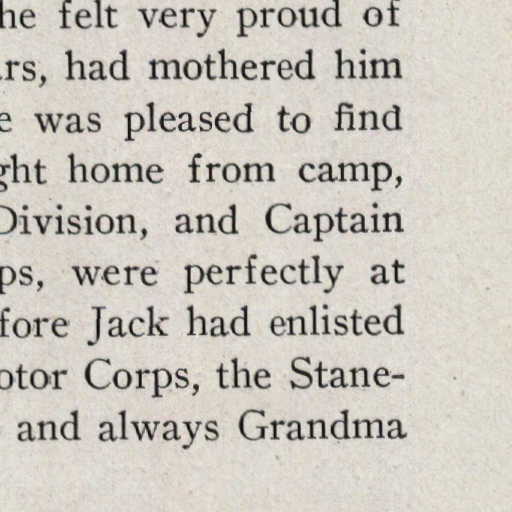 he felt very proud of
rs, had mothered him
e was pleased to find
ght home from camp,
Division, and Captain
ps, were perfectly at
fore Jack had enlisted
otor Corps, the Stane-
and always Grandma